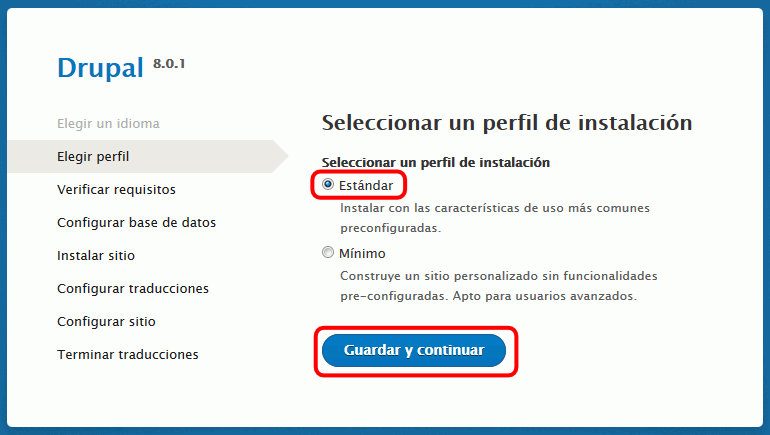 Drupal 8.0.1
Elegir un idioma
Elegir perfil
Verificar requisitos
Configurar base de datos
Instalar sitio
Configurar traducciones
Configurar sitio
Terminar traducciones
Seleccionar un perfil de instalación
Seleccionar un perfil de instalación
Estándar
Instalar con las características de uso más comunes
preconfiguradas.
Mínimo
Construye un sitio personalizado sin funcionalidades
pre-configuradas. Apto para usuarios avanzados.
Guardar y continuar